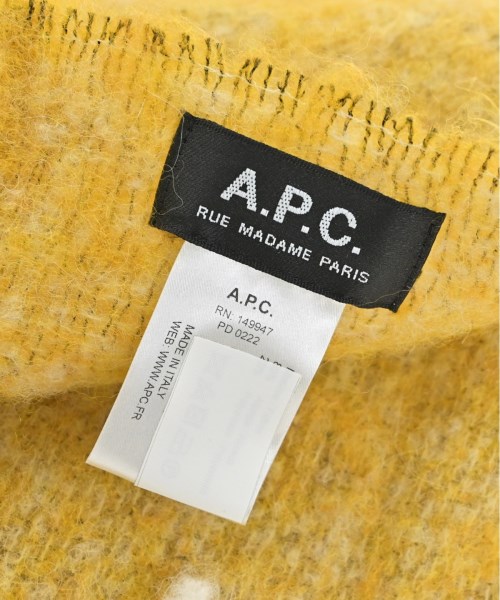 A.P.C.
RUE MADAME PARIS
A.P.C.
RN: 149947
PD 0222
MADE IN ITALY
WEB: WWW.APC.FR